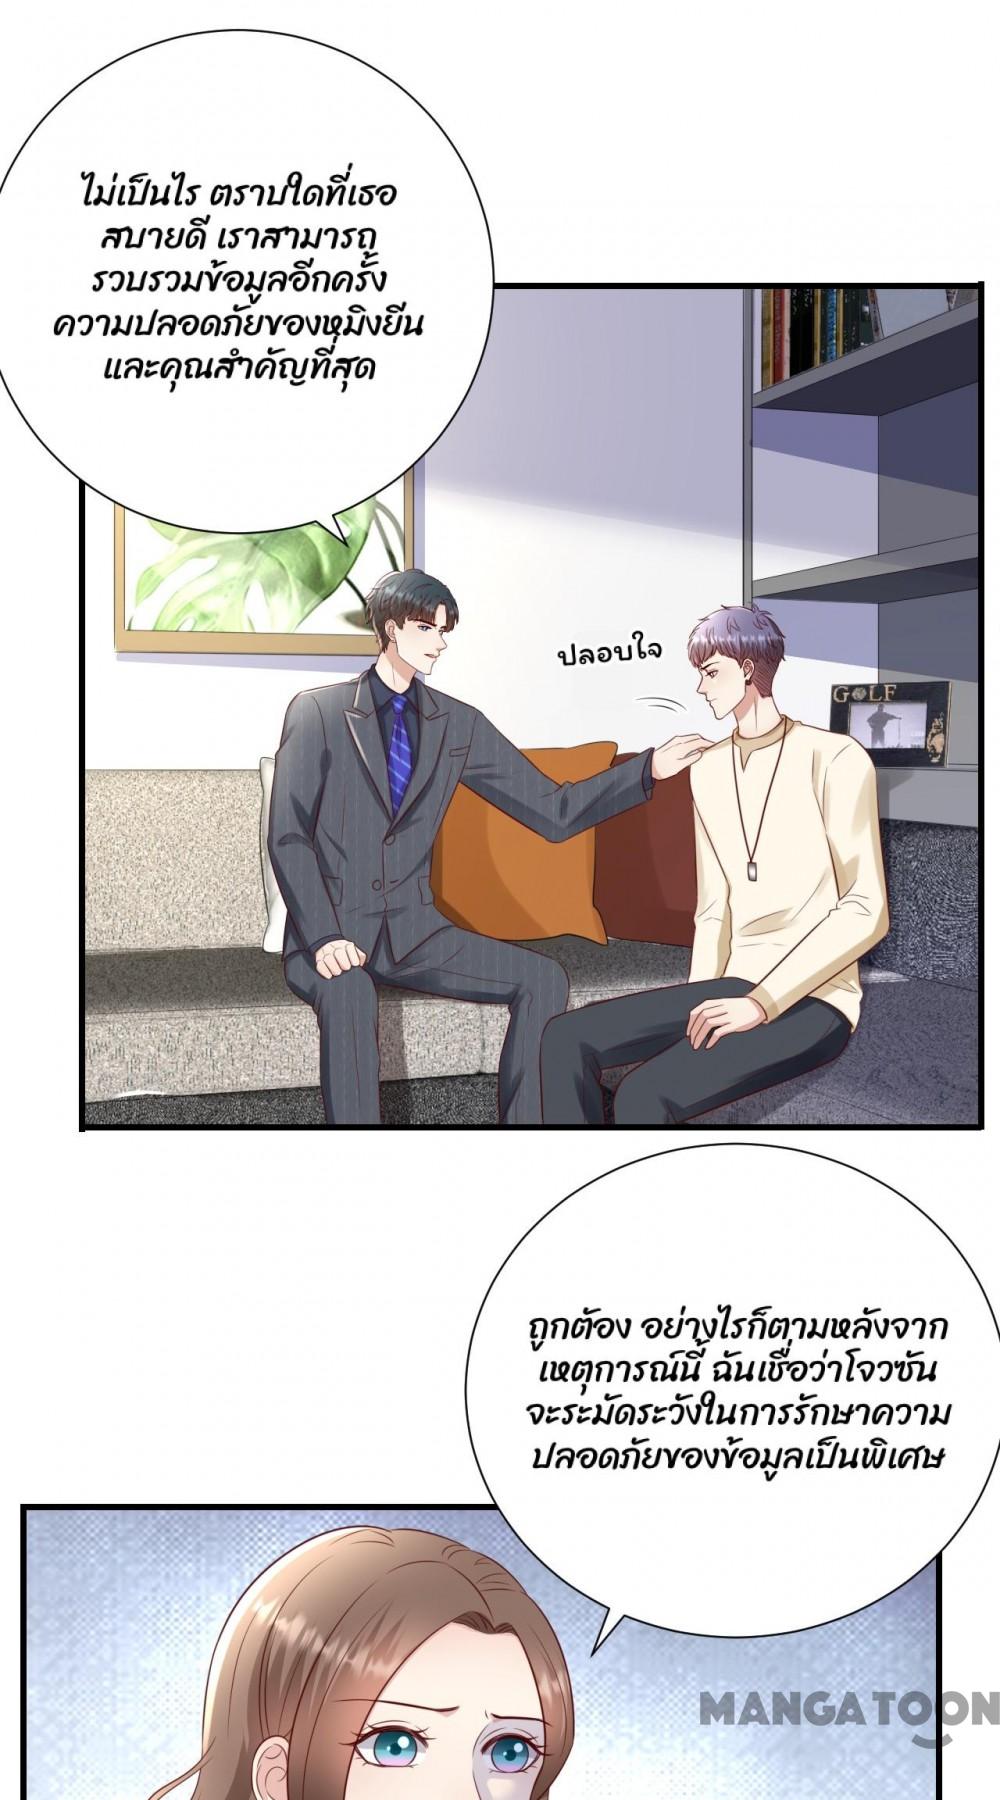 ไม่เป็นไร ตราบใดที่เธอ
สบายดี เราสามารถ
รวบรวมข้อมูลอีกครั้ง
ความปลอดภัยของหมิงยีน
และคุณสำคัญที่สุด
ปลอบใจ
GOLF
ถูกต้อง อย่างไรก็ตามหลังจาก
เหตุการณ์นี้ ฉันเชื่อว่าโจวซัน
จะระมัดระวังในการรักษาความ
ปลอดภัยของข้อมูลเป็นพิเศษ
MANGATOON